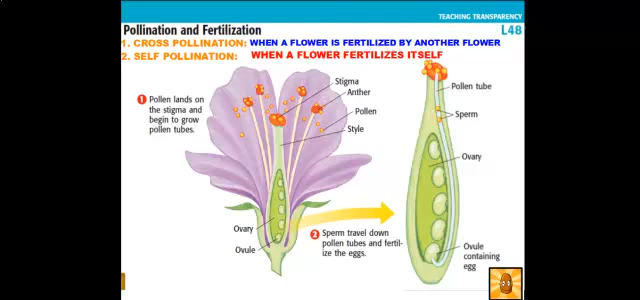 TEACHING TRANSPARENCY
Pollination and Fertilization
L48
1. CROSS POLLINATION: WHEN A FLOWER IS FERTILIZED BY ANOTHER FLOWER
2. SELF POLLINATION: WHEN A FLOWER FERTILIZES ITSELF
1 Pollen lands on
the stigma and
begin to grow
pollen tubes.
Stigma
Anther
Pollen
Style
Ovary
Ovule
2 Sperm travel down
pollen tubes and fertil-
ize the eggs.
Pollen tube
Sperm
Ovary
Ovule
containing
egg